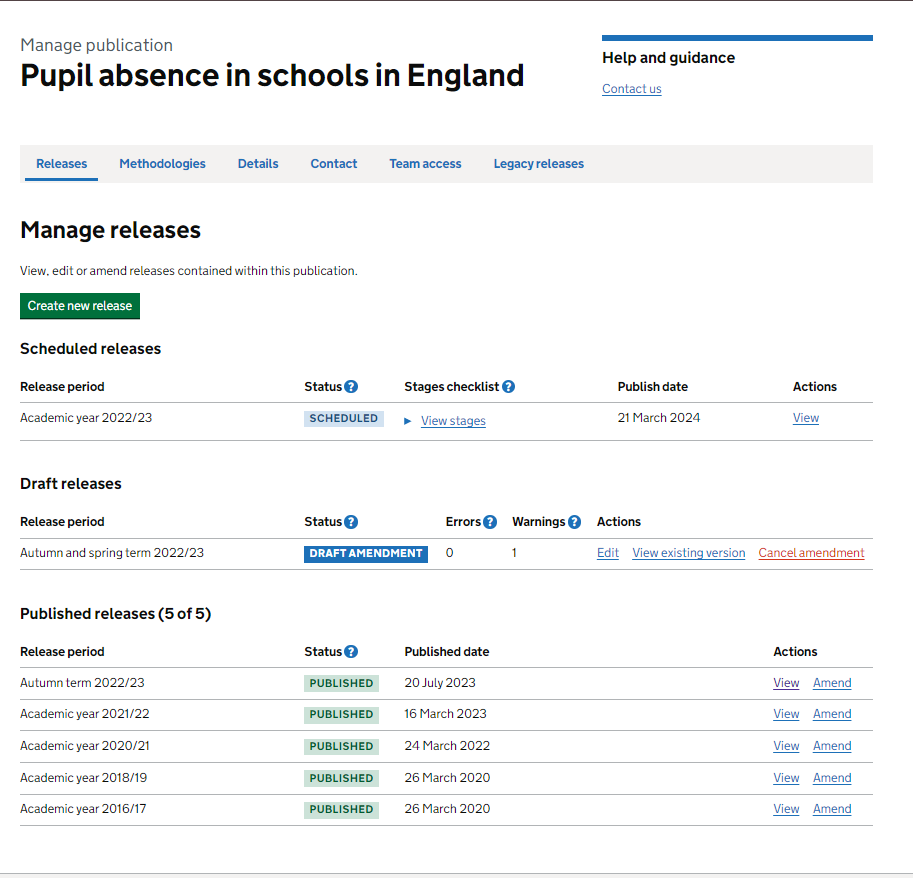 Manage publication
Pupil absence in schools in England
Help and guidance
Contact us
Releases Methodologies Details Contact Team access Legacy releases
Manage releases
View, edit or amend releases contained within this publication.
Create new release
Scheduled releases
Release period Status ? Stages checklist ? Publish date Actions
Academic year 2022/23 SCHEDULED View stages 21 March 2024 View
Draft releases
Release period Status ? Errors ? Warnings ? Actions
Autumn and spring term 2022/23 DRAFT AMENDMENT 0 1 Edit View existing version Cancel amendment
Published releases (5 of 5)
Release period Status ? Published date Actions
Autumn term 2022/23 PUBLISHED 20 July 2023 View Amend
Academic year 2021/22 PUBLISHED 16 March 2023 View Amend
Academic year 2020/21 PUBLISHED 24 March 2022 View Amend
Academic year 2018/19 PUBLISHED 26 March 2020 View Amend
Academic year 2016/17 PUBLISHED 26 March 2020 View Amend